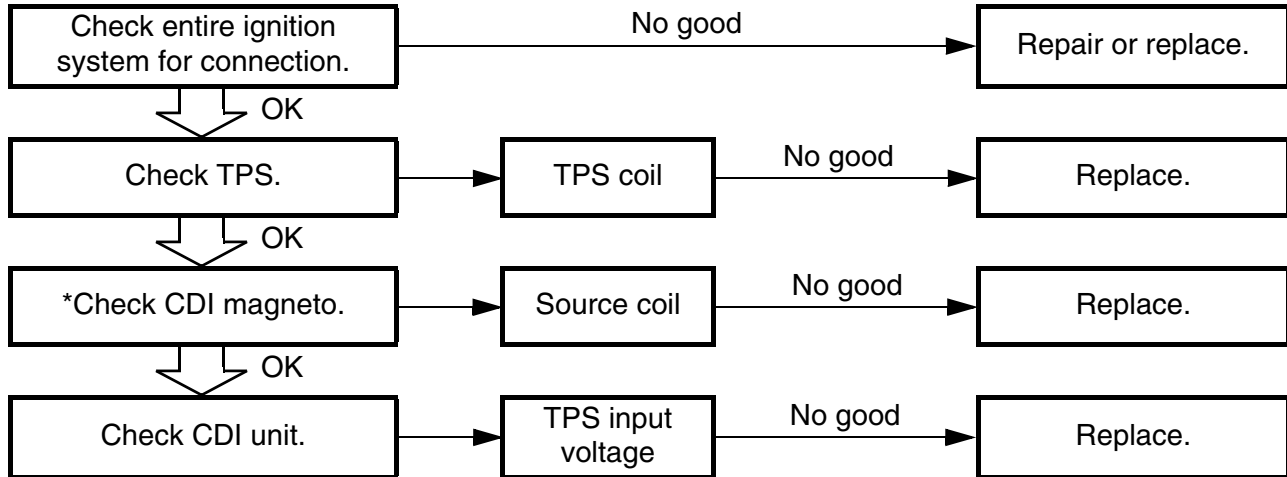 Check entire ignition
system for connection.
No good
Repair or replace.
OK
Check TPS.
TPS coil
No good
Replace.
OK
*Check CDI magneto.
Source coil
No good
Replace.
OK
Check CDI unit.
TPS input
voltage
No good
Replace.